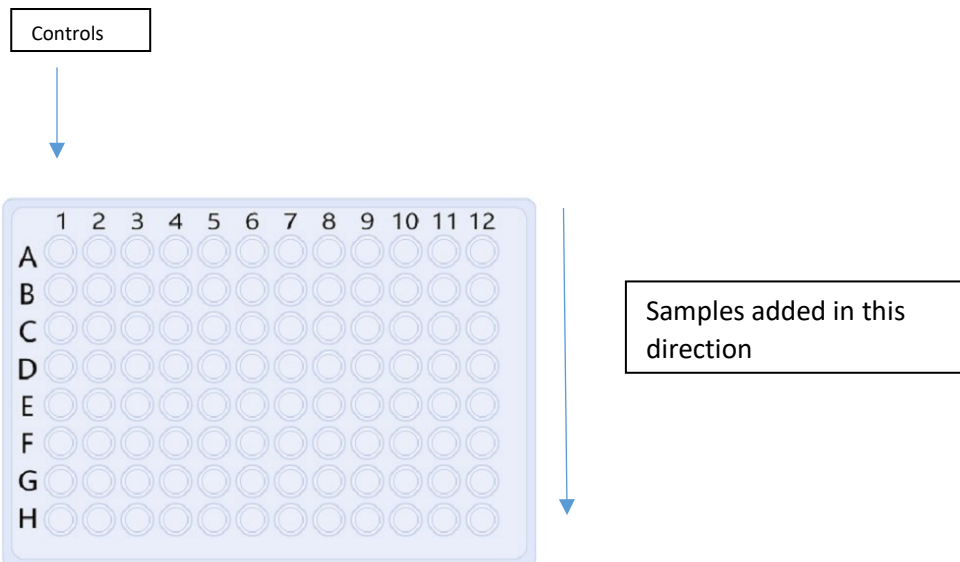 Controls
1 2 3 4 5 6 7 8 9 10 11 12
A
B
C
D
E
F
G
H
Samples added in this
direction